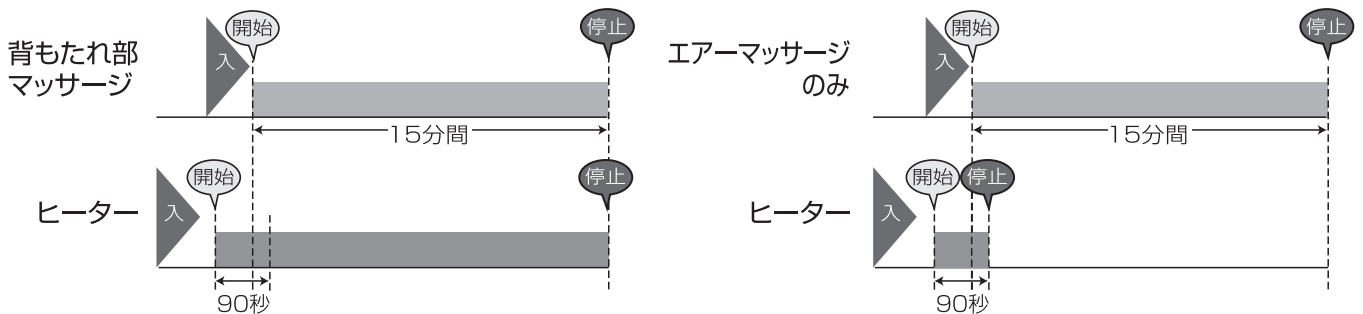 開始
停止
背もたれ部
マッサージ
入
15分間
開始
停止
ヒーター
入
90秒
開始
停止
エアーマッサージ
のみ
入
15分間
開始
停止
ヒーター
入
90秒